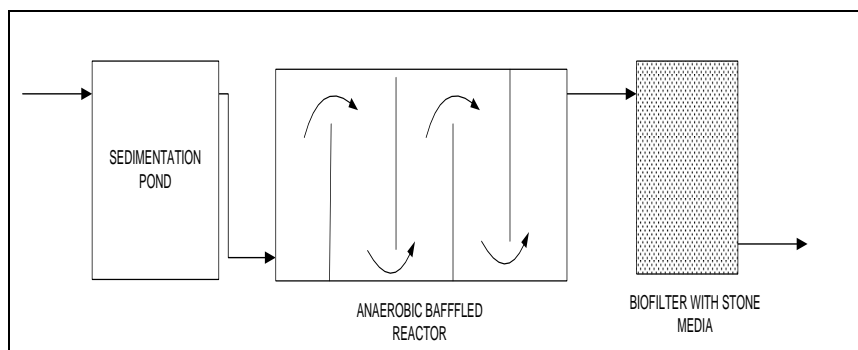 SEDIMENTATION
POND
ANAEROBIC BAFFFLED
REACTOR
BIOFILTER WITH STONE
MEDIA